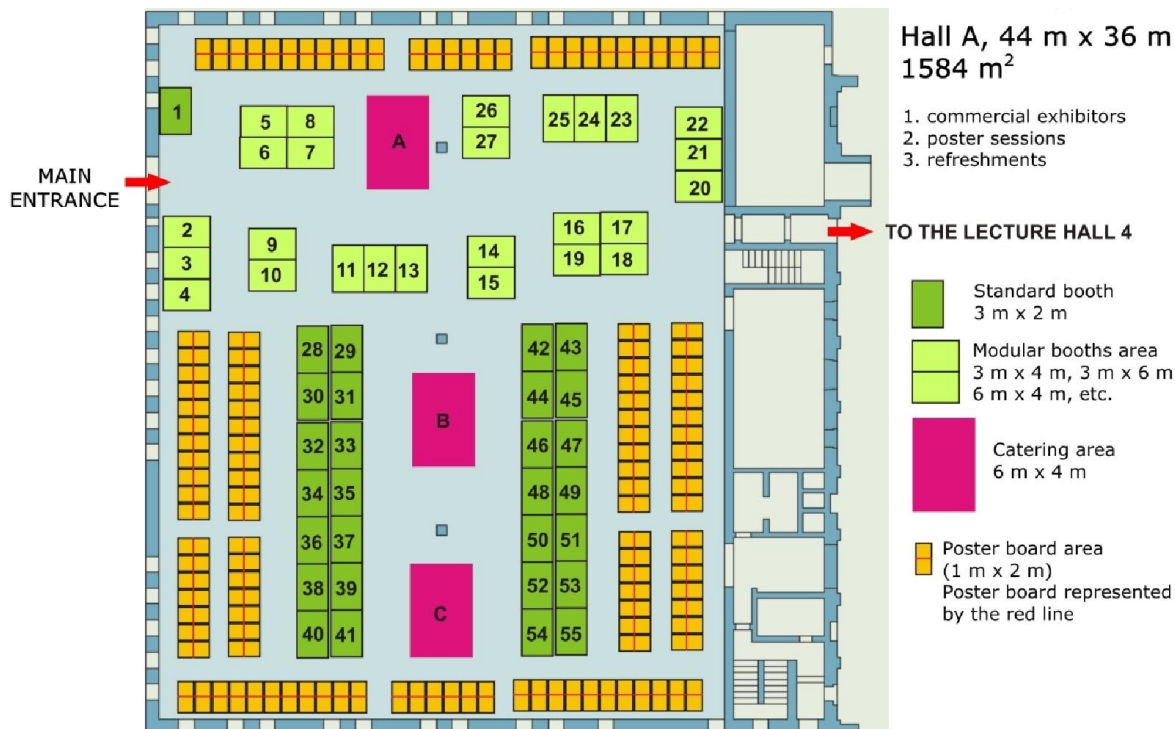 Hall A, 44 m x 36 m
1584 m²
1. commercial exhibitors
2. poster sessions
3. refreshments
1
5 8
6 7
A
26
27
25 24 23
22
21
20
MAIN
ENTRANCE
TO THE LECTURE HALL 4
2
3
4
9
10
11 12 13
14
15
16 17
19 18
28 29
30 31
32 33
34 35
36 37
38 39
40 41
B
C
42 43
44 45
46 47
48 49
50 51
52 53
54 55
Standard booth
3 m x 2 m
Modular booths area
3 m x 4 m, 3 m x 6 m
6 m x 4 m, etc.
Catering area
6 m x 4 m
Poster board area
(1 m x 2 m)
Poster board represented
by the red line